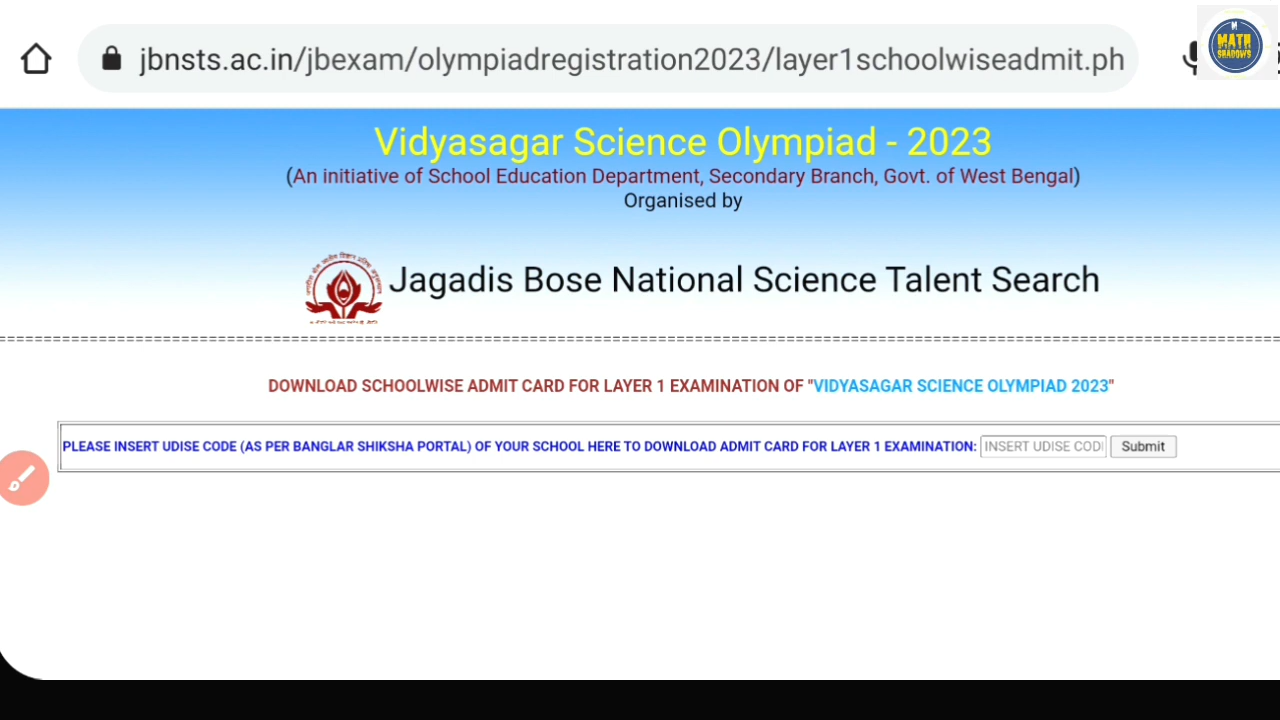 jbnsts.ac.in/jbexam/olympiadregistration2023/layer1schoolwiseadmit.ph
M
MATH
SHADOWS
Vidyasagar Science Olympiad - 2023
(An initiative of School Education Department, Secondary Branch, Govt. of West Bengal)
Organised by
Jagadis Bose National Science Talent Search
DOWNLOAD SCHOOLWISE ADMIT CARD FOR LAYER 1 EXAMINATION OF "VIDYASAGAR SCIENCE OLYMPIAD 2023"
PLEASE INSERT UDISE CODE (AS PER BANGLAR SHIKSHA PORTAL) OF YOUR SCHOOL HERE TO DOWNLOAD ADMIT CARD FOR LAYER 1 EXAMINATION: INSERT UDISE CODE Submit